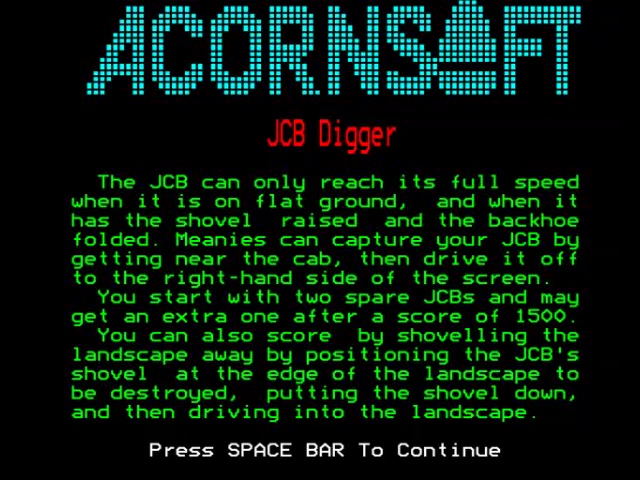 ACORNSOFT
JCB Digger
The JCB can only reach its full speed
when it is on flat ground, and when it
has the shovel raised and the backhoe
folded. Meanies can capture your JCB by
getting near the cab, then drive it off
to the right-hand side of the screen.
You start with two spare JCBs and may
get an extra one after a score of 1500.
You can also score by shovelling the
landscape away by positioning the JCB's
shovel at the edge of the landscape to
be destroyed, putting the shovel down,
and then driving into the landscape.
Press SPACE BAR To Continue